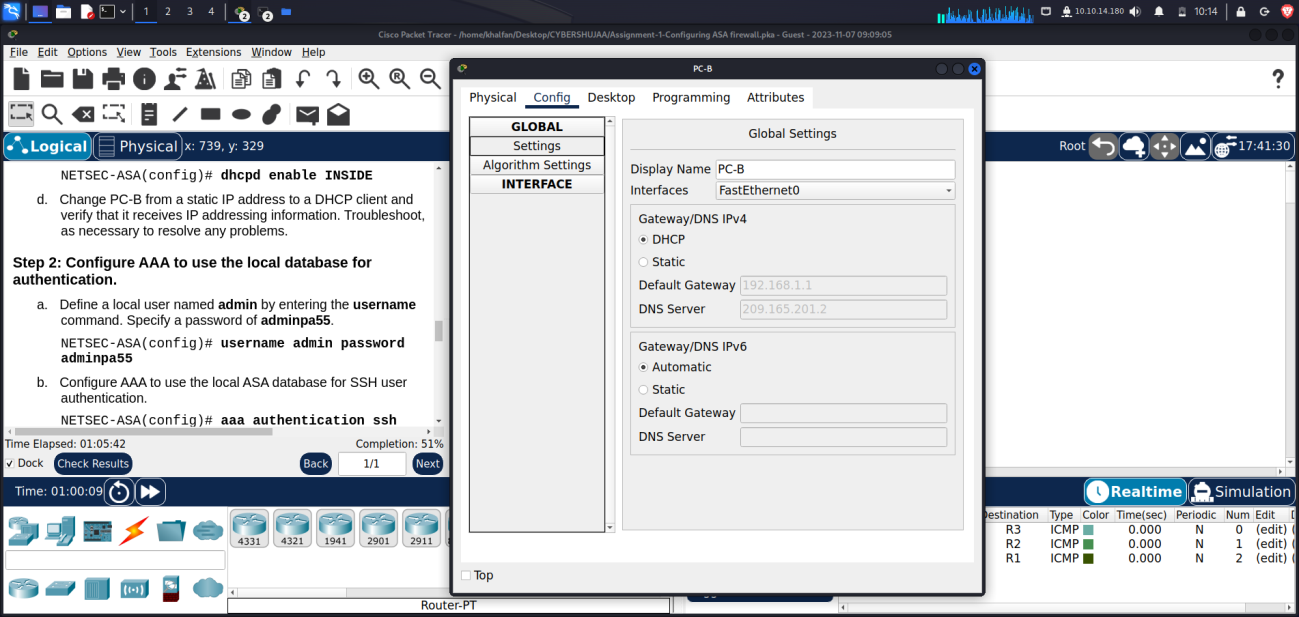 1 2 3 4 2 2 10.10.14.180 10:14
Cisco Packet Tracer - /home/khalfan/Desktop/CYBERSHUJAA/Assignment-1-Configuring ASA firewall.pka - Guest - 2023-11-07 09:09:05
File Edit Options View Tools Extensions Window Help
Logical Physical x: 739, y: 329
Root 17:41:30
NETSEC-ASA(config)# dhcpd enable INSIDE
d. Change PC-B from a static IP address to a DHCP client and
verify that it receives IP addressing information. Troubleshoot,
as necessary to resolve any problems.
Step 2: Configure AAA to use the local database for
authentication.
a. Define a local user named admin by entering the username
command. Specify a password of adminpa55.
NETSEC-ASA(config)# username admin password
adminpa55
b. Configure AAA to use the local ASA database for SSH user
authentication.
NETSEC-ASA(config)# aaa authentication ssh
Time Elapsed: 01:05:42 Completion: 51%
Dock Check Results Back 1/1 Next
Time: 01:00:09
4331 4321 1941 2901 2911
Router-PT
PC-B
Physical Config Desktop Programming Attributes
GLOBAL
Settings
Algorithm Settings
INTERFACE
Global Settings
Display Name PC-B
Interfaces FastEthernet0
Gateway/DNS IPv4
DHCP
Static
Default Gateway 192.168.1.1
DNS Server 209.165.201.2
Gateway/DNS IPv6
Automatic
Static
Default Gateway
DNS Server
Top
Realtime Simulation
Destination Type Color Time(sec) Periodic Num Edit
R3 ICMP 0.000 N 0 (edit) (
R2 ICMP 0.000 N 1 (edit) (
R1 ICMP 0.000 N 2 (edit) (